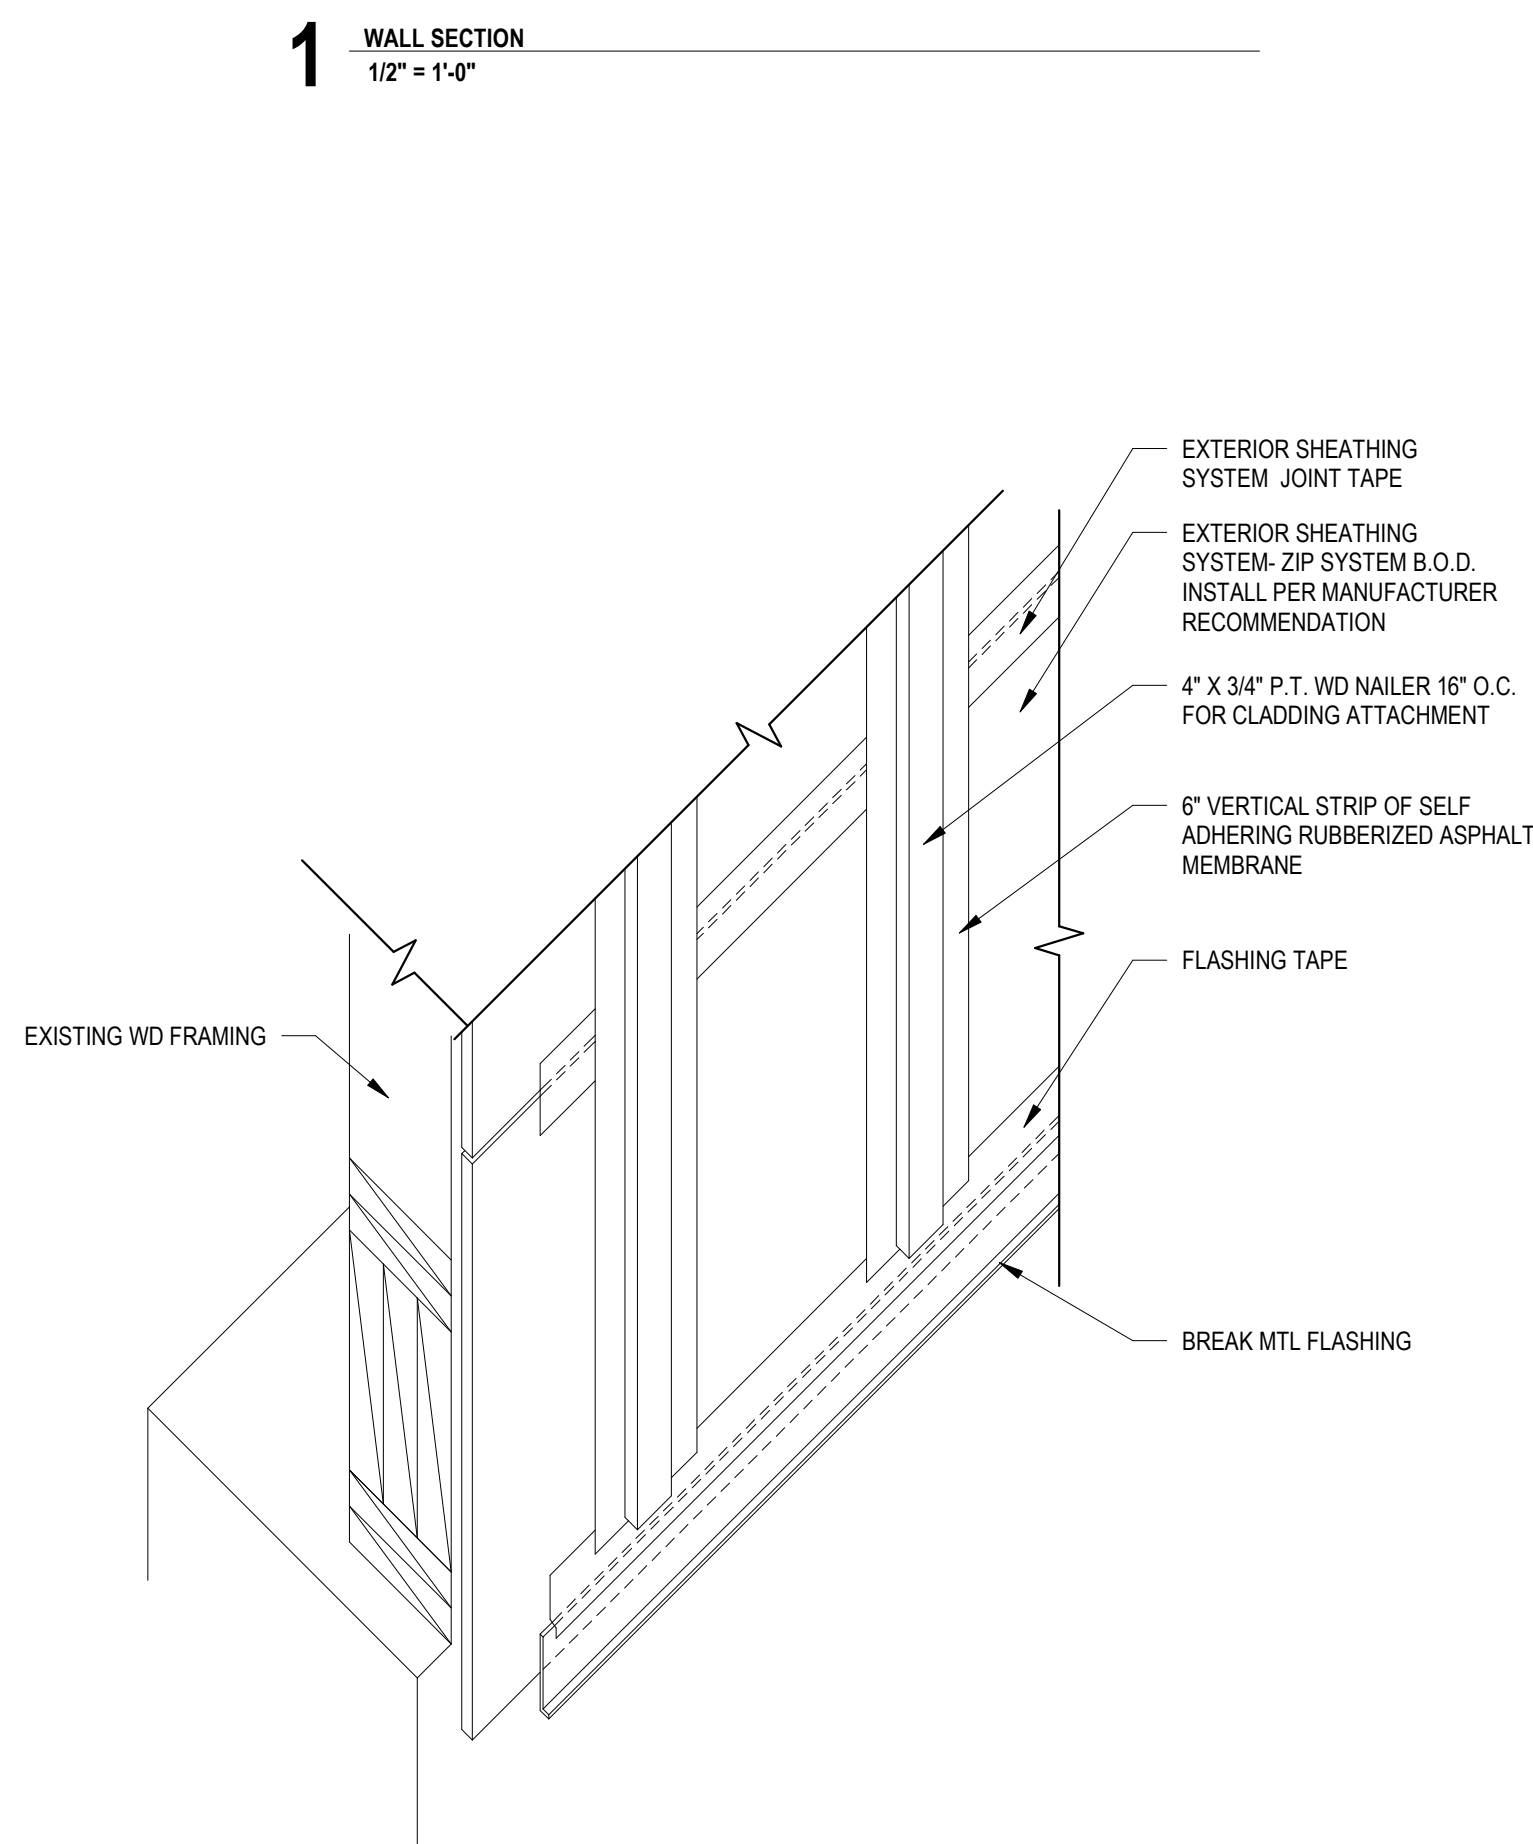 1
WALL SECTION
1/2" = 1'-0"
EXTERIOR SHEATHING
SYSTEM JOINT TAPE
EXTERIOR SHEATHING
SYSTEM- ZIP SYSTEM B.O.D.
INSTALL PER MANUFACTURER
RECOMMENDATION
4" X 3/4" P.T. WD NAILER 16" O.C.
FOR CLADDING ATTACHMENT
6" VERTICAL STRIP OF SELF
ADHERING RUBBERIZED ASPHALT
MEMBRANE
FLASHING TAPE
EXISTING WD FRAMING
BREAK MTL FLASHING